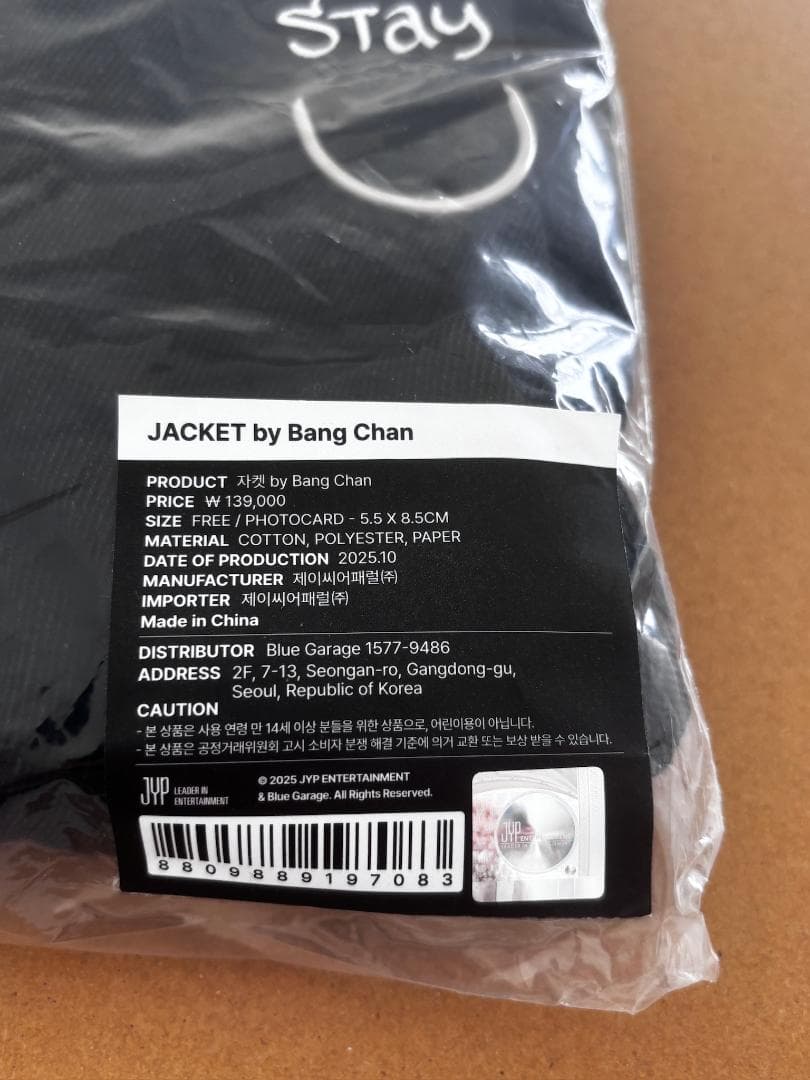 Stay
JACKET by Bang Chan
PRODUCT 자켓 by Bang Chan
PRICE ₩ 139,000
SIZE FREE / PHOTOCARD - 5.5 X 8.5CM
MATERIAL COTTON, POLYESTER, PAPER
DATE OF PRODUCTION 2025.10
MANUFACTURER 제이씨어패럴㈜
IMPORTER 제이씨어패럴㈜
Made in China
DISTRIBUTOR Blue Garage 1577-9486
ADDRESS 2F, 7-13, Seongan-ro, Gangdong-gu,
Seoul, Republic of Korea
CAUTION
- 본 상품은 사용 연령 만 14세 이상 분들을 위한 상품으로, 어린이용이 아닙니다.
- 본 상품은 공정거래위원회 고시 소비자 분쟁 해결 기준에 의거 교환 또는 보상 받을 수 있습니다.
JYP LEADER IN
ENTERTAINMENT
© 2025 JYP ENTERTAINMENT
& Blue Garage. All Rights Reserved.
8809889197083
JYP